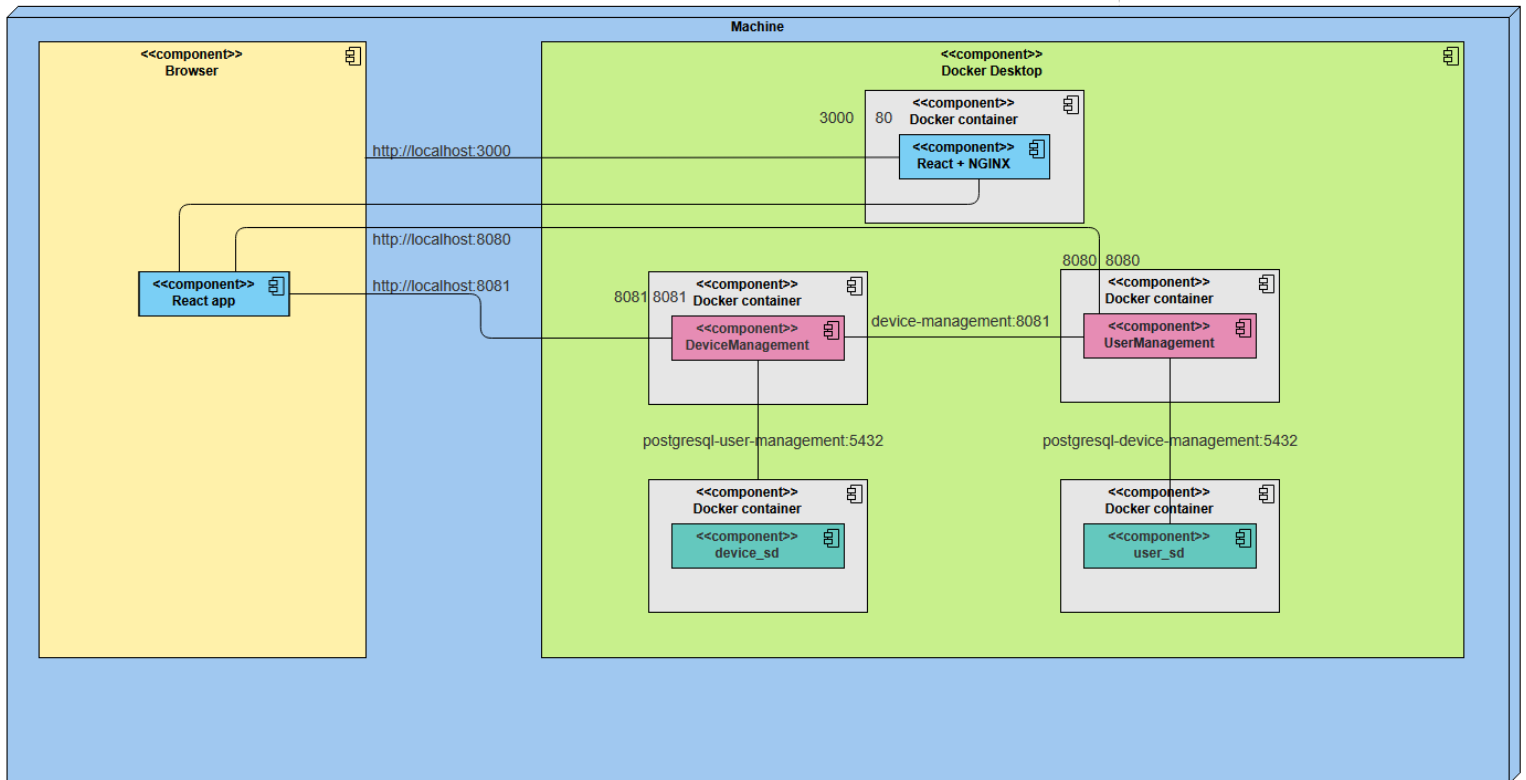 Machine
<<component>>
Browser
<<component>>
Docker Desktop
<<component>>
Docker container
3000
80
<<component>>
React + NGINX
http://localhost:3000
http://localhost:8080
<<component>>
React app
http://localhost:8081
8081
8081
<<component>>
Docker container
<<component>>
DeviceManagement
device-management:8081
8080
8080
<<component>>
Docker container
<<component>>
UserManagement
postgresql-user-management:5432
postgresql-device-management:5432
<<component>>
Docker container
<<component>>
device_sd
<<component>>
Docker container
<<component>>
user_sd